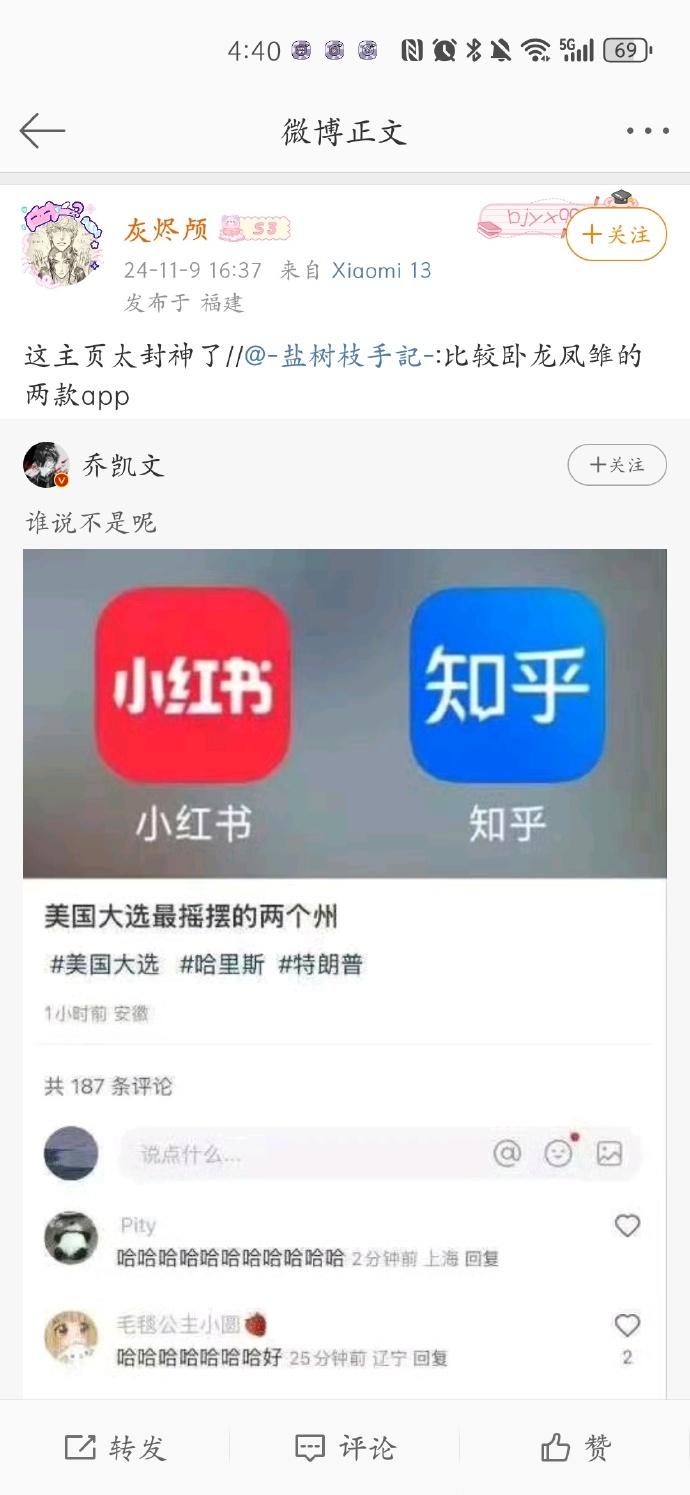 4:40 5G 69
微博正文
灰烬颅 S3
bjyx09
+关注
24-11-9 16:37 来自 Xiaomi 13
发布于 福建
这主页太封神了//@-盐树枝手記-:比较卧龙凤雏的
两款app
乔凯文
+关注
谁说不是呢
小红书 知乎
小红书 知乎
美国大选最摇摆的两个州
#美国大选 #哈里斯 #特朗普
1小时前 安徽
共 187 条评论
说点什么...
Pity
哈哈哈哈哈哈哈哈哈哈哈 2分钟前 上海 回复
毛毯公主小圆🍓
哈哈哈哈哈哈哈好 25分钟前 辽宁 回复
2
转发 评论 赞